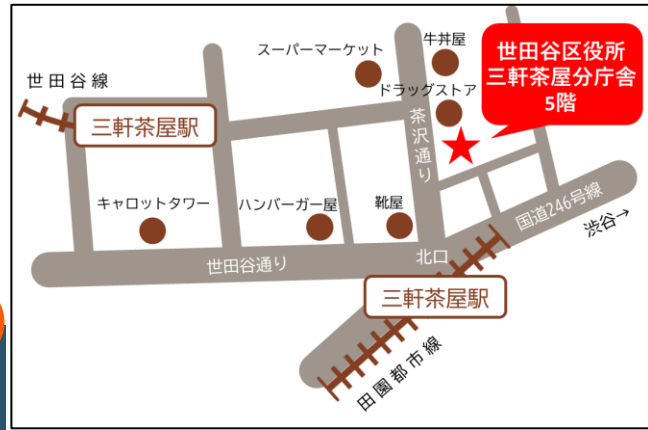 世田谷線
三軒茶屋駅
スーパーマーケット
牛丼屋
ドラッグストア
世田谷区役所
三軒茶屋分庁舎
5階
茶沢通り
キャロットタワー
ハンバーガー屋
靴屋
国道246号線
渋谷→
世田谷通り
北口
三軒茶屋駅
田園都市線